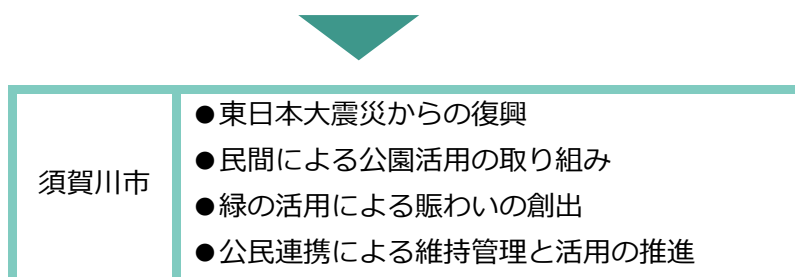 須賀川市
●東日本大震災からの復興
●民間による公園活用の取り組み
●緑の活用による賑わいの創出
●公民連携による維持管理と活用の推進